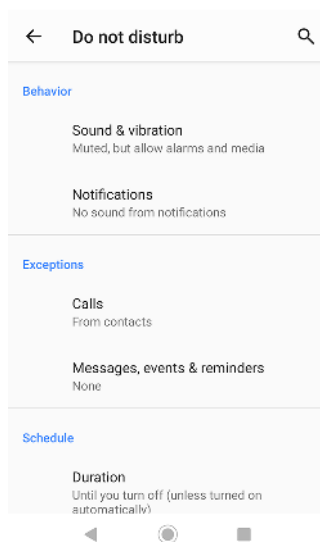 Do not disturb
Behavior
Sound & vibration
Muted, but allow alarms and media
Notifications
No sound from notifications
Exceptions
Calls
From contacts
Messages, events & reminders
None
Schedule
Duration
Until you turn off (unless turned on
automatically)